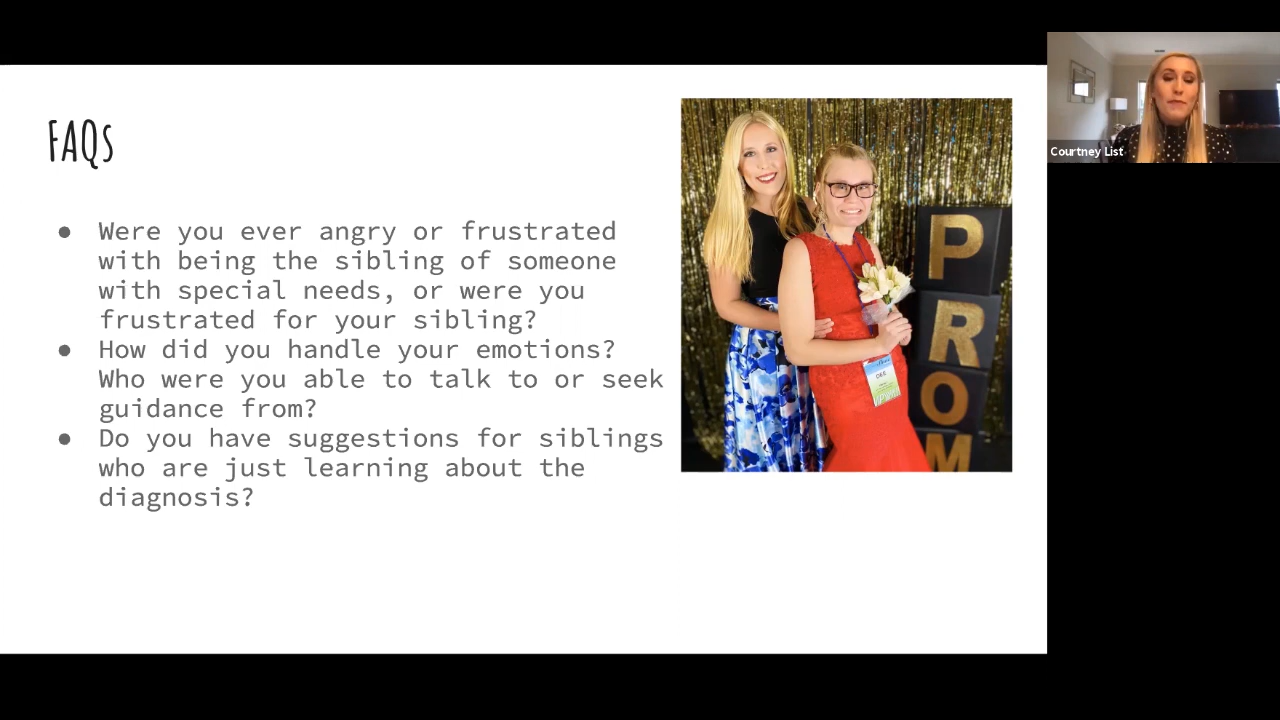 FAQs
● Were you ever angry or frustrated
with being the sibling of someone
with special needs, or were you
frustrated for your sibling?
● How did you handle your emotions?
Who were you able to talk to or seek
guidance from?
● Do you have suggestions for siblings
who are just learning about the
diagnosis?
PROM
Courtney List